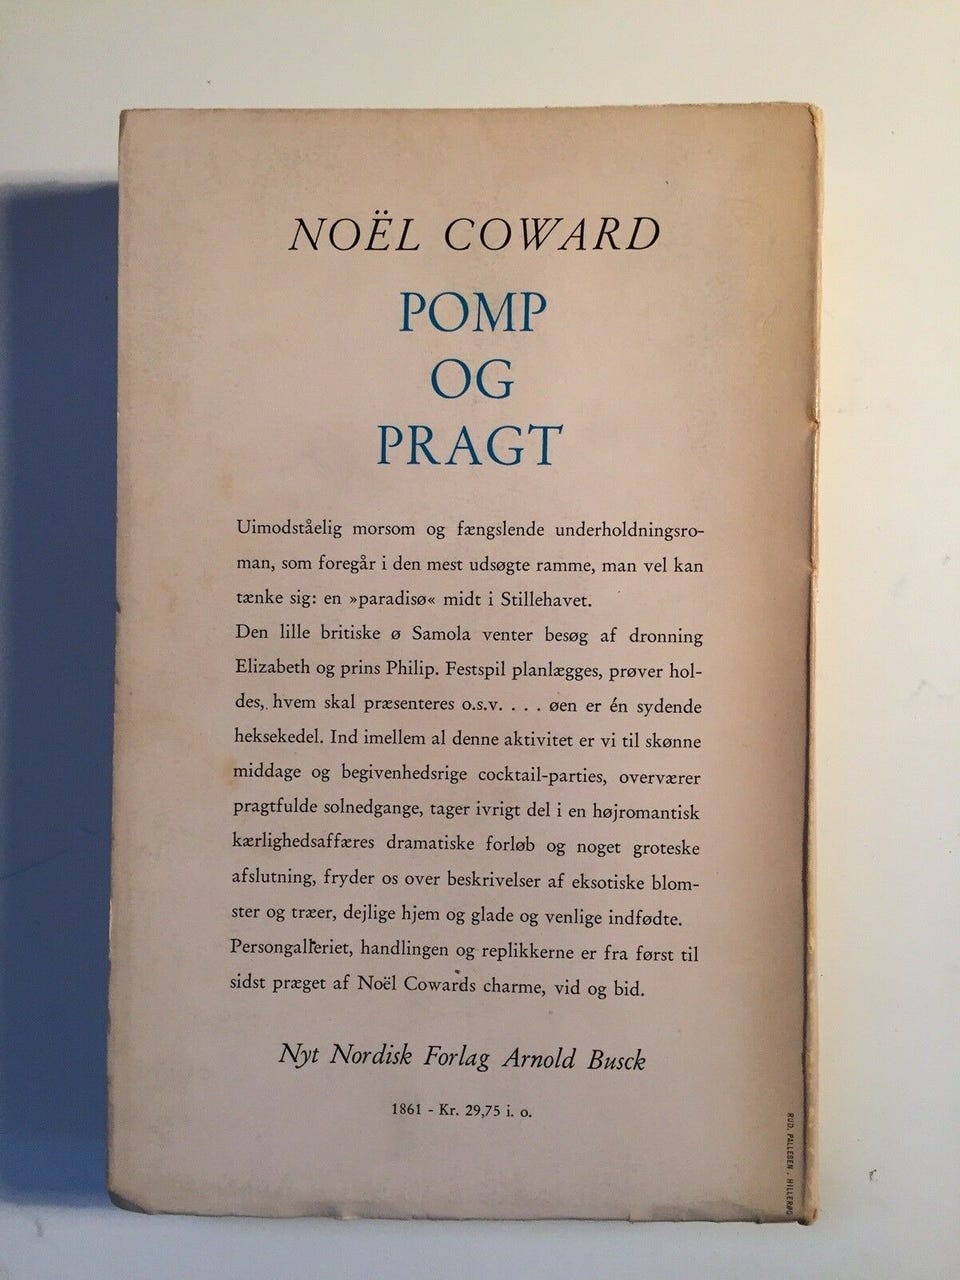 NOËL COWARD
POMP
OG
PRAGT
Uimodståelig morsom og fængslende underholdningsro-
man, som foregår i den mest udsøgte ramme, man vel kan
tænke sig: en »paradisø« midt i Stillehavet.
Den lille britiske ø Samola venter besøg af dronning
Elizabeth og prins Philip. Festspil planlægges, prøver hol-
des, hvem skal præsenteres o.s.v. . . . øen er én sydende
heksekedel. Ind imellem al denne aktivitet er vi til skønne
middage og begivenhedsrige cocktail-parties, overværer
pragtfulde solnedgange, tager ivrigt del i en højromantisk
kærlighedsaffæres dramatiske forløb og noget groteske
afslutning, fryder os over beskrivelser af eksotiske blom-
ster og træer, dejlige hjem og glade og venlige indfødte.
Persongalleriet, handlingen og replikkerne er fra først til
sidst præget af Noël Cowards charme, vid og bid.
Nyt Nordisk Forlag Arnold Busck
1861 - Kr. 29,75 i. o.
RUD. PALLESEN . HILLERØD